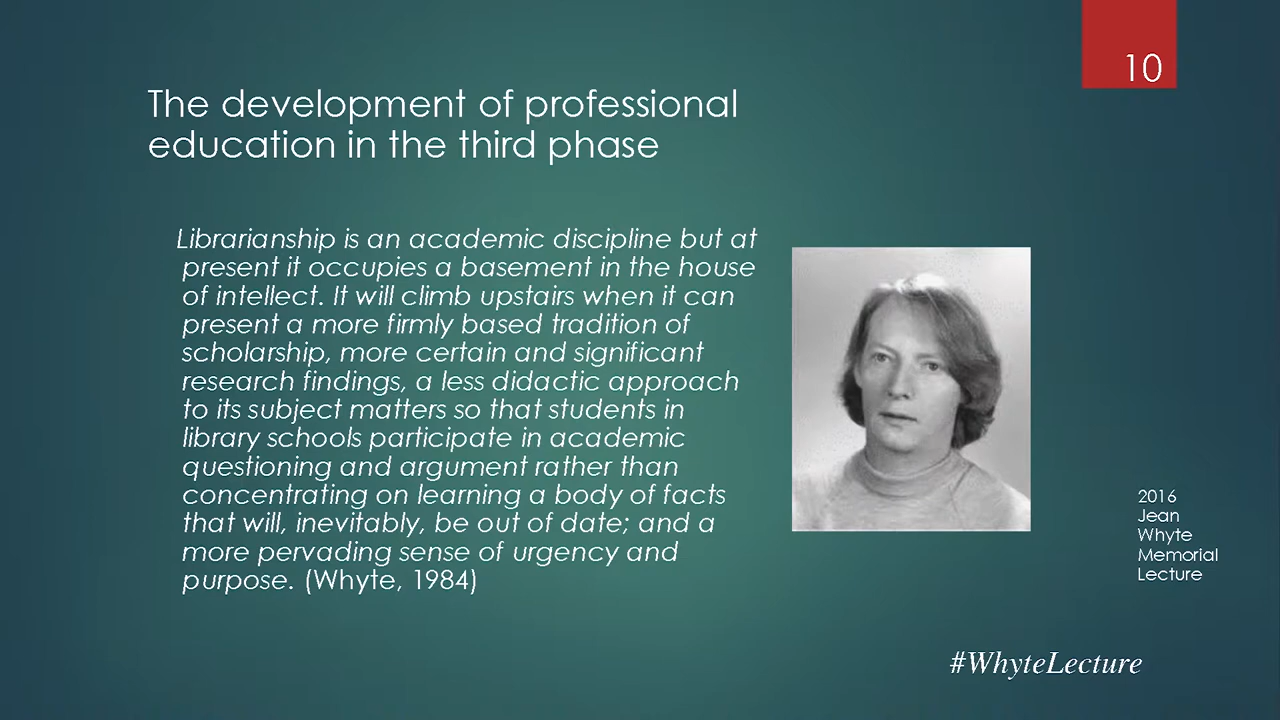 10
The development of professional
education in the third phase
Librarianship is an academic discipline but at
present it occupies a basement in the house
of intellect. It will climb upstairs when it can
present a more firmly based tradition of
scholarship, more certain and significant
research findings, a less didactic approach
to its subject matters so that students in
library schools participate in academic
questioning and argument rather than
concentrating on learning a body of facts
that will, inevitably, be out of date; and a
more pervading sense of urgency and
purpose. (Whyte, 1984)
2016
Jean
Whyte
Memorial
Lecture
#WhyteLecture